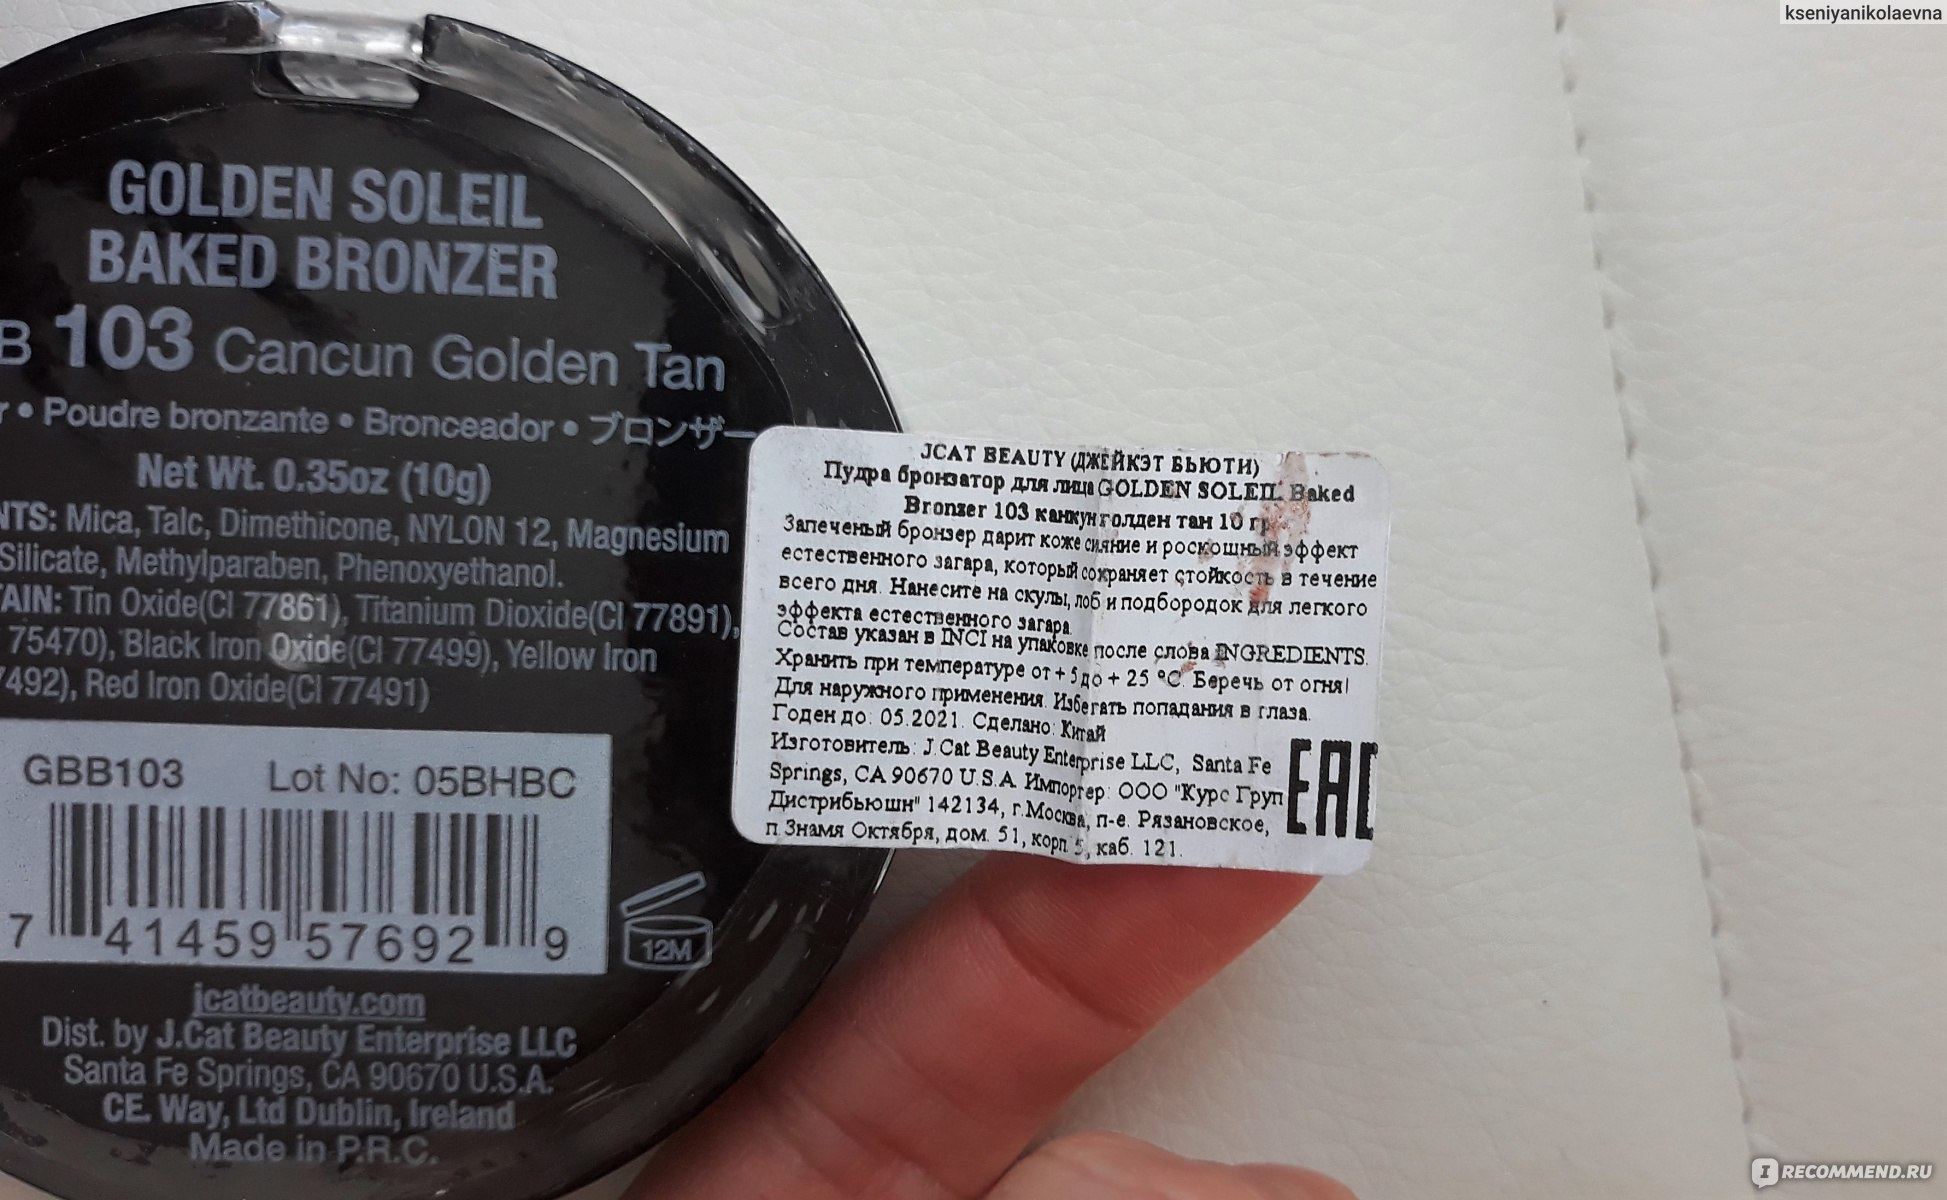 kseniyanikolaevna
GOLDEN SOLEIL
BAKED BRONZER
B 103 Cancun Golden Tan
r • Poudre bronzante • Bronceador • ブロンザー
Net Wt. 0.35oz (10g)
NTS: Mica, Talc, Dimethicone, NYLON 12, Magnesium
Silicate, Methylparaben, Phenoxyethanol.
TAIN: Tin Oxide(CI 77861), Titanium Dioxide(CI 77891),
75470), Black Iron Oxide(CI 77499), Yellow Iron
7492), Red Iron Oxide(CI 77491)
GBB103 Lot No: 05BHBC
7 41459 57692 9
12M
jcatbeauty.com
Dist. by J.Cat Beauty Enterprise LLC
Santa Fe Springs, CA 90670 U.S.A.
CE. Way, Ltd Dublin, Ireland
Made in P.R.C.
JCAT BEAUTY (ДЖЕЙКЭТ БЬЮТИ)
Пудра бронзатор для лица GOLDEN SOLEIL Baked
Bronzer 103 канкун голден тан 10 гр
Запеченый бронзер дарит коже сияние и роскошный эффект
естественного загара, который сохраняет стойкость в течение
всего дня. Нанесите на скулы, лоб и подбородок для легкого
эффекта естественного загара.
Состав указан в INCI на упаковке после слова INGREDIENTS.
Хранить при температуре от + 5 до + 25 °C. Беречь от огня!
Для наружного применения. Избегать попадания в глаза.
Годен до: 05.2021. Сделано: Китай
Изготовитель: J.Cat Beauty Enterprise LLC, Santa Fe
Springs, CA 90670 U.S.A. Импортер: ООО "Курс Груп
Дистрибьюшн" 142134, г.Москва, п-е. Рязановское,
п.Знамя Октября, дом. 51, корп. 5, каб. 121.
EAC
IRECOMMEND.RU